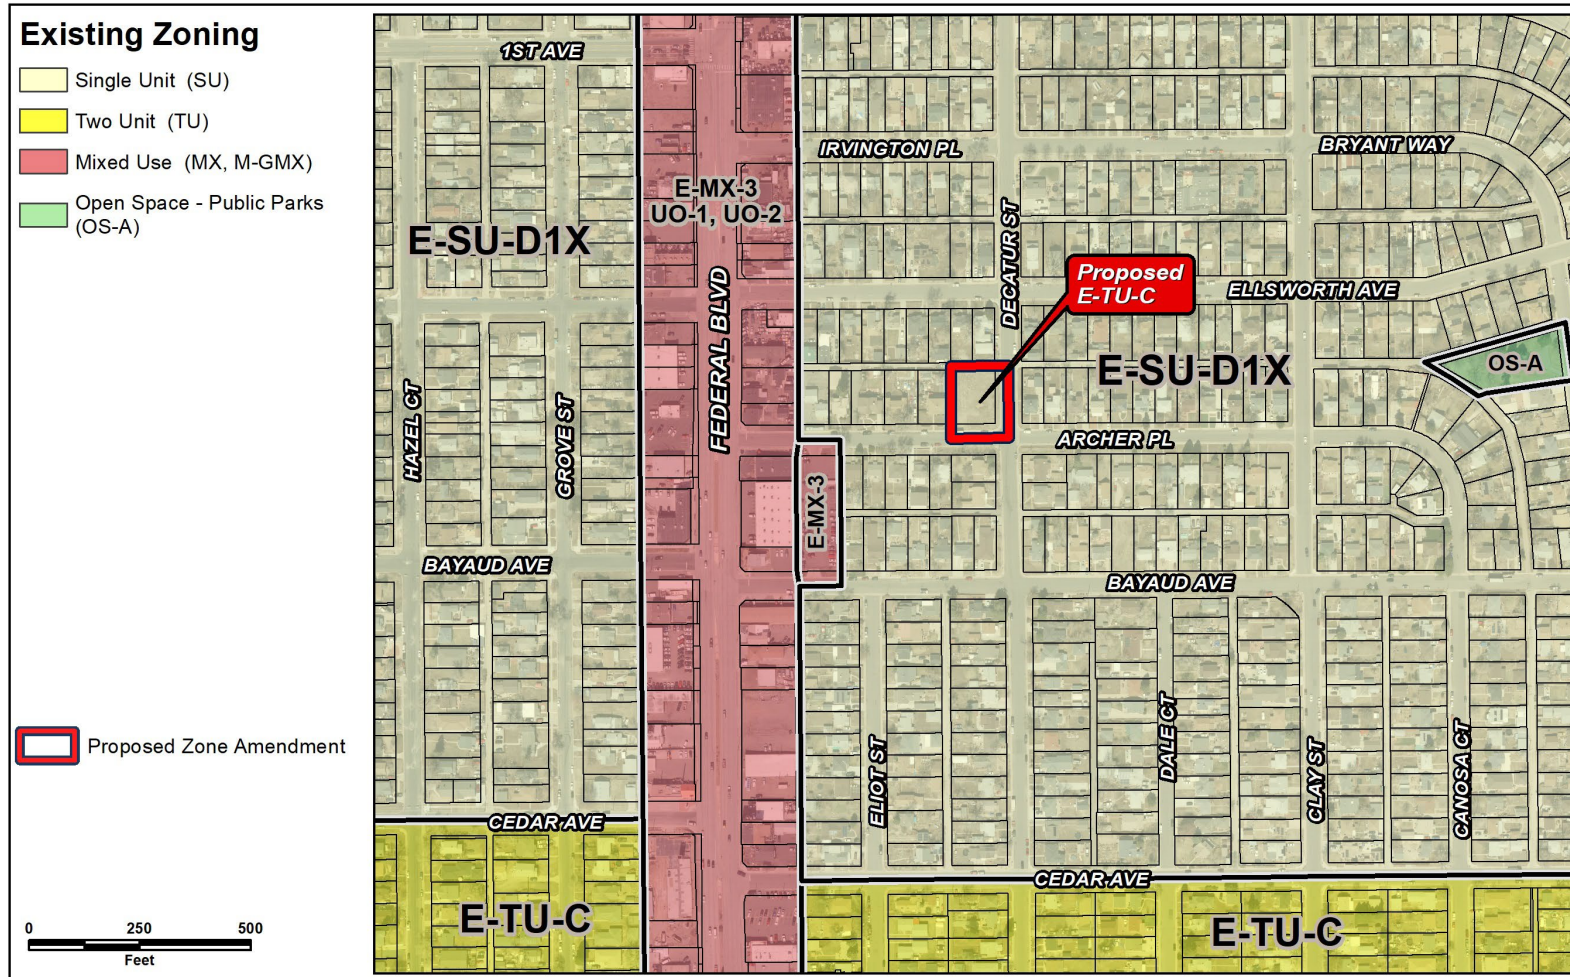 Existing Zoning
Single Unit (SU)
Two Unit (TU)
Mixed Use (MX, M-GMX)
Open Space - Public Parks
(OS-A)
Proposed Zone Amendment
0 250 500
Feet
1ST AVE
IRVINGTON PL
BRYANT WAY
E-MX-3
UO-1, UO-2
E-SU-D1X
DECATUR ST
Proposed
E-TU-C
ELLSWORTH AVE
FEDERAL BLVD
E-SU-D1X
OS-A
HAZEL CT
GROVE ST
ARCHER PL
E-MX-3
BAYAUD AVE
BAYAUD AVE
ELIOT ST
DALE CT
CLAY ST
CANOSA CT
CEDAR AVE
CEDAR AVE
E-TU-C
E-TU-C